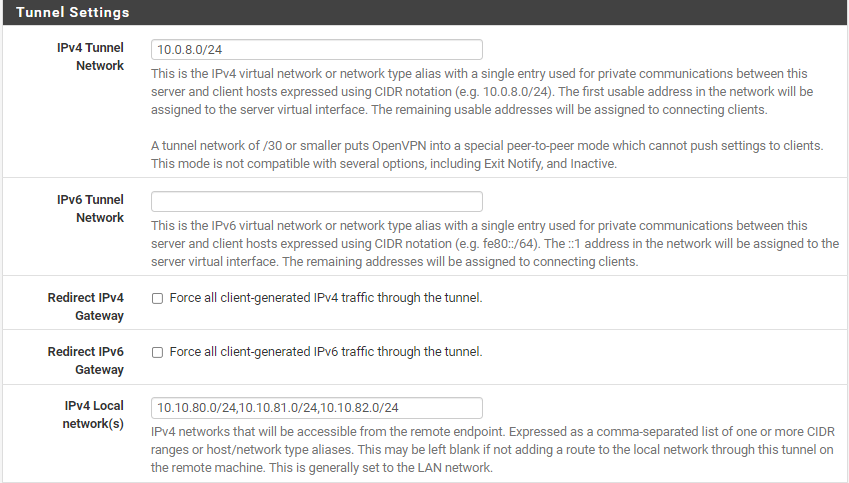 Tunnel Settings
IPv4 Tunnel
Network
10.0.8.0/24
This is the IPv4 virtual network or network type alias with a single entry used for private communications between this
server and client hosts expressed using CIDR notation (e.g. 10.0.8.0/24). The first usable address in the network will be
assigned to the server virtual interface. The remaining usable addresses will be assigned to connecting clients.
A tunnel network of /30 or smaller puts OpenVPN into a special peer-to-peer mode which cannot push settings to clients.
This mode is not compatible with several options, including Exit Notify, and Inactive.
IPv6 Tunnel
Network
This is the IPv6 virtual network or network type alias with a single entry used for private communications between this
server and client hosts expressed using CIDR notation (e.g. fe80::/64). The ::1 address in the network will be assigned to the
server virtual interface. The remaining addresses will be assigned to connecting clients.
Redirect IPv4
Gateway
Force all client-generated IPv4 traffic through the tunnel.
Redirect IPv6
Gateway
Force all client-generated IPv6 traffic through the tunnel.
IPv4 Local
network(s)
10.10.80.0/24,10.10.81.0/24,10.10.82.0/24
IPv4 networks that will be accessible from the remote endpoint. Expressed as a comma-separated list of one or more CIDR
ranges or host/network type aliases. This may be left blank if not adding a route to the local network through this tunnel on
the remote machine. This is generally set to the LAN network.